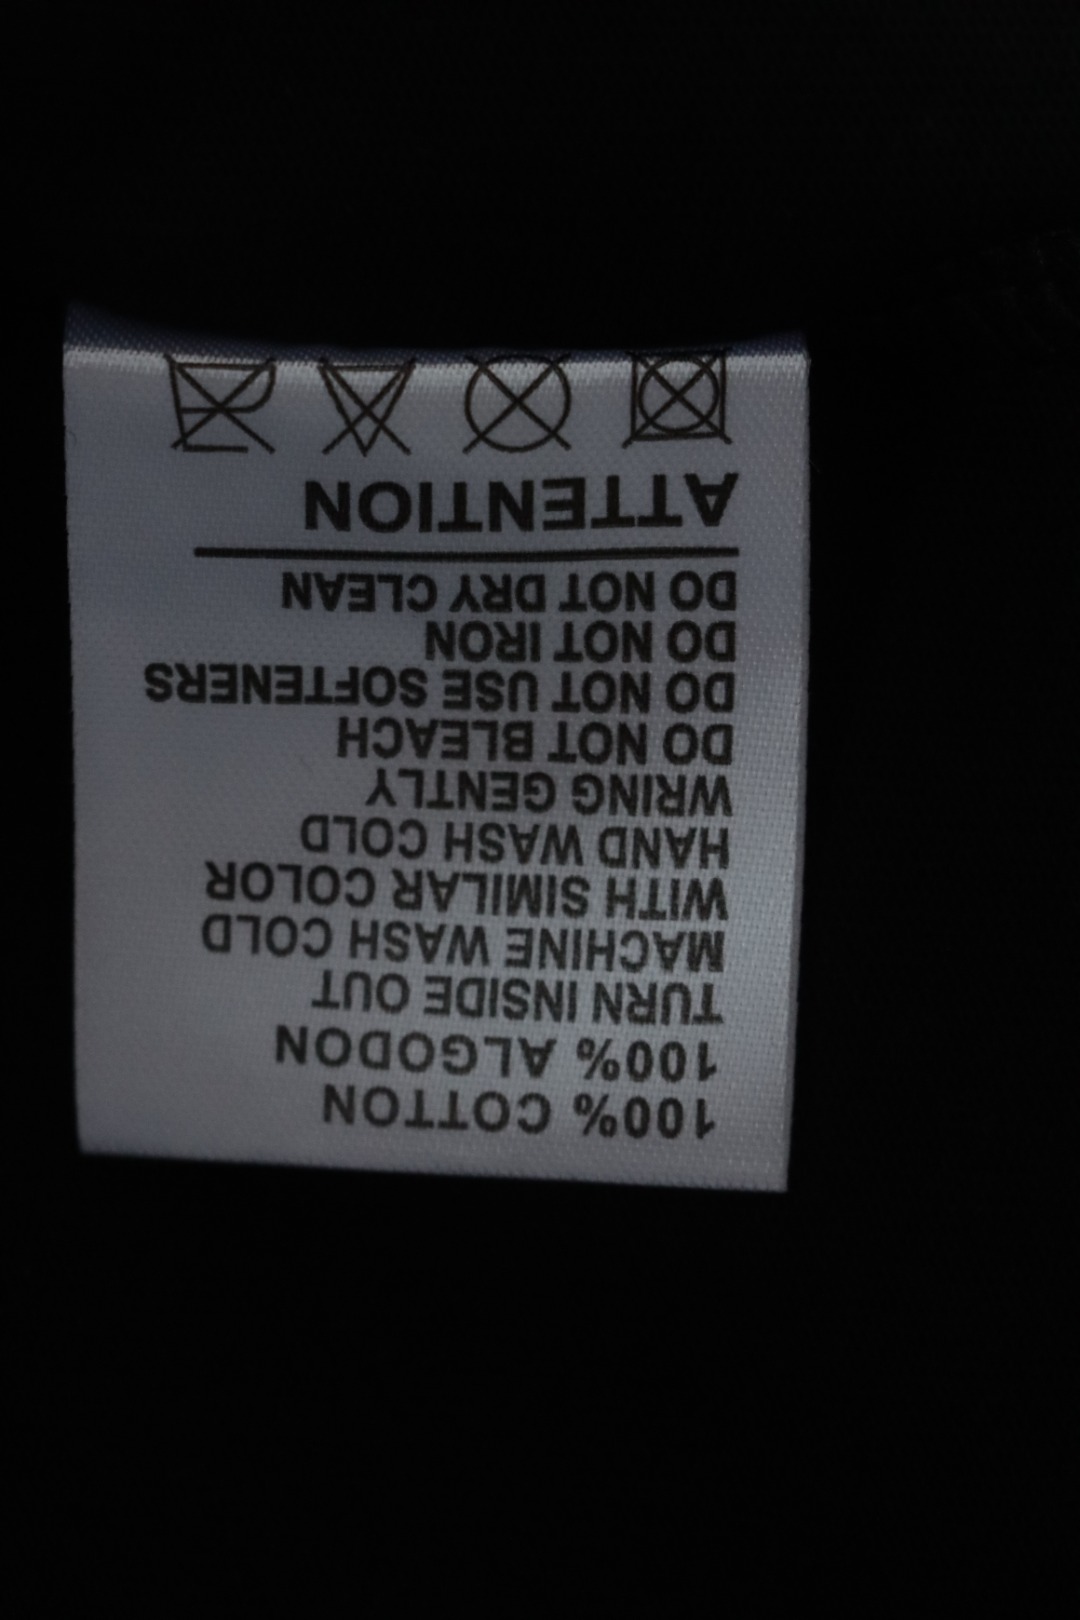 100% COTTON
100% ALGODON
TURN INSIDE OUT
MACHINE WASH COLD
WITH SIMILAR COLOR
HAND WASH COLD
WRING GENTLY
DO NOT BLEACH
DO NOT USE SOFTENERS
DO NOT IRON
DO NOT DRY CLEAN
ATTENTION